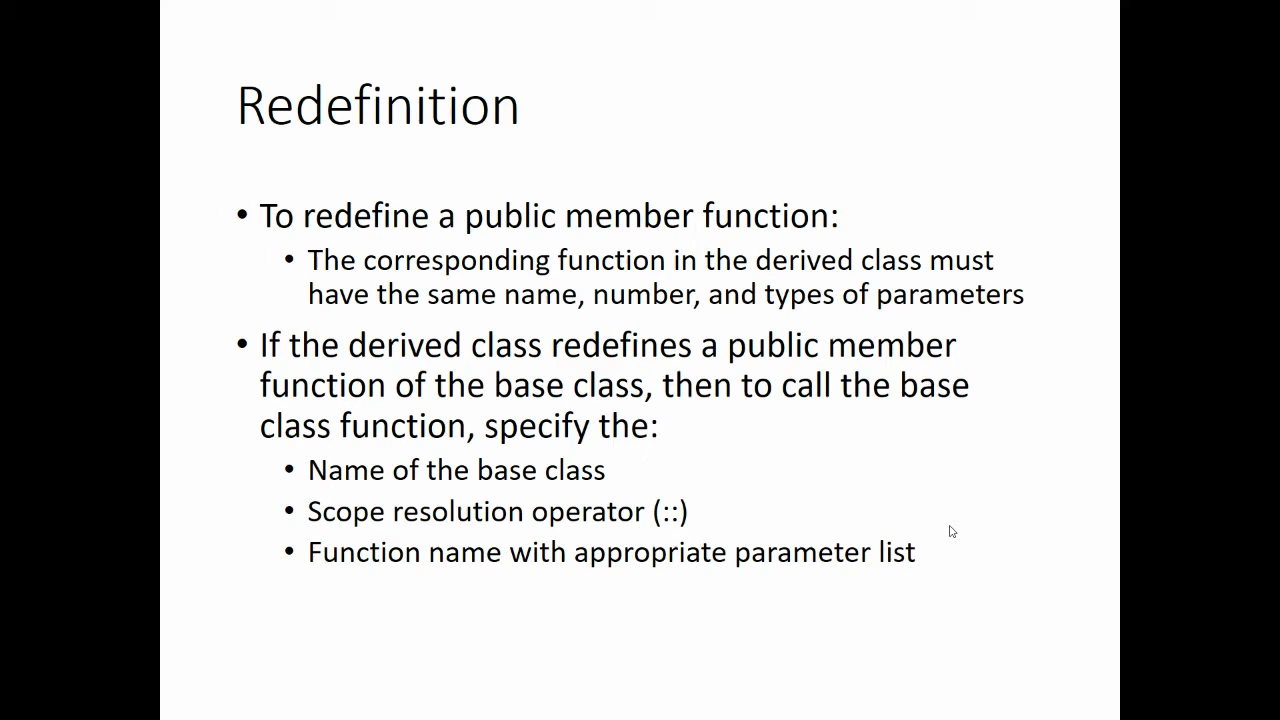 Redefinition
• To redefine a public member function:
• The corresponding function in the derived class must
have the same name, number, and types of parameters
• If the derived class redefines a public member
function of the base class, then to call the base
class function, specify the:
• Name of the base class
• Scope resolution operator (::)
• Function name with appropriate parameter list